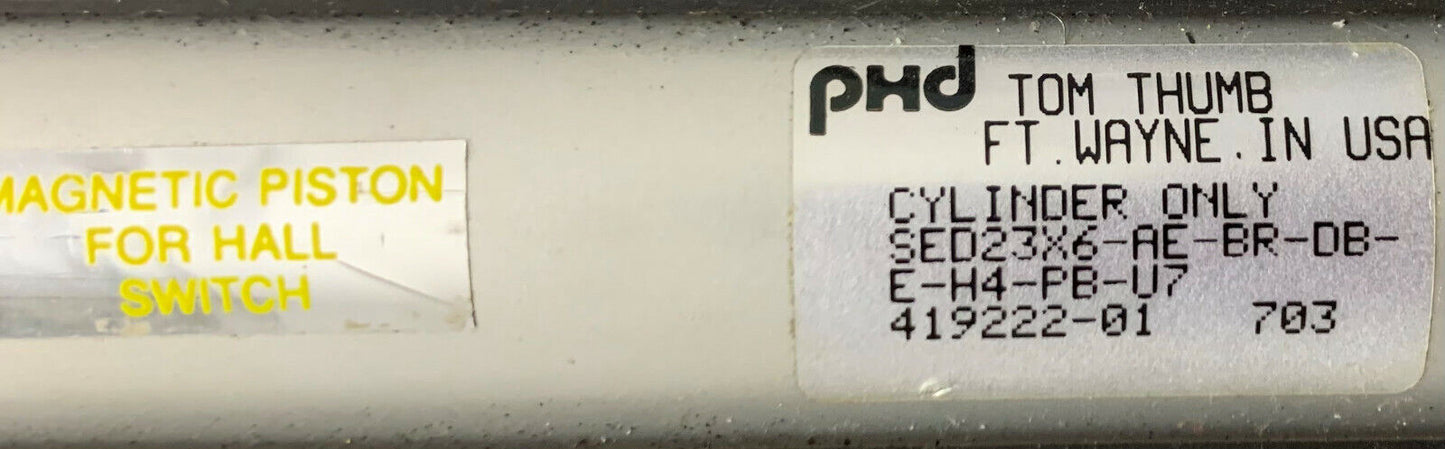 MAGNETIC PISTON
FOR HALL
SWITCH
PHD TOM THUMB
FT. WAYNE. IN USA
CYLINDER ONLY
SED23X6-AE-BR-DB-
E-H4-PB-U7
419222-01 703